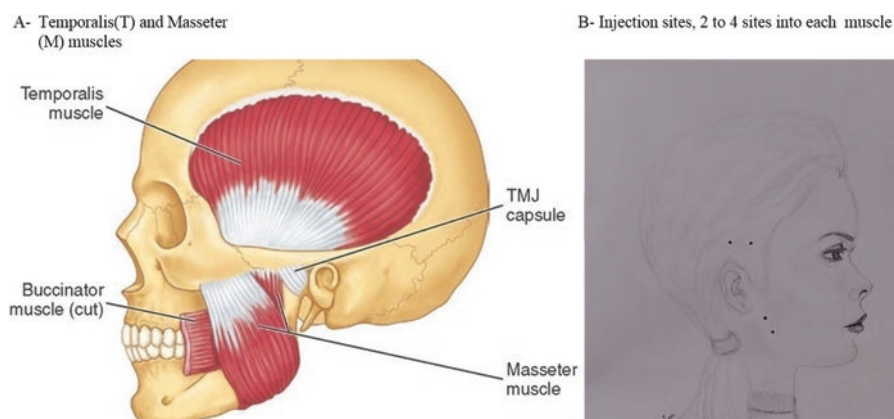 A- Temporalis(T) and Masseter
(M) muscles
B- Injection sites, 2 to 4 sites into each muscle
Temporalis
muscle
TMJ
capsule
Buccinator
muscle (cut)
Masseter
muscle